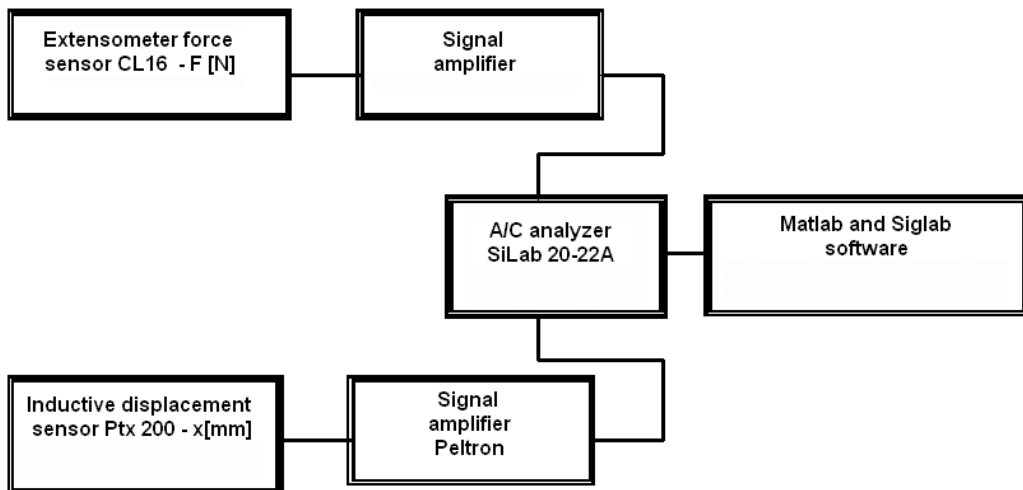 Extensometer force
sensor CL16 - F [N]
Signal
amplifier
A/C analyzer
SiLab 20-22A
Matlab and Siglab
software
Inductive displacement
sensor Ptx 200 - x[mm]
Signal
amplifier
Peltron